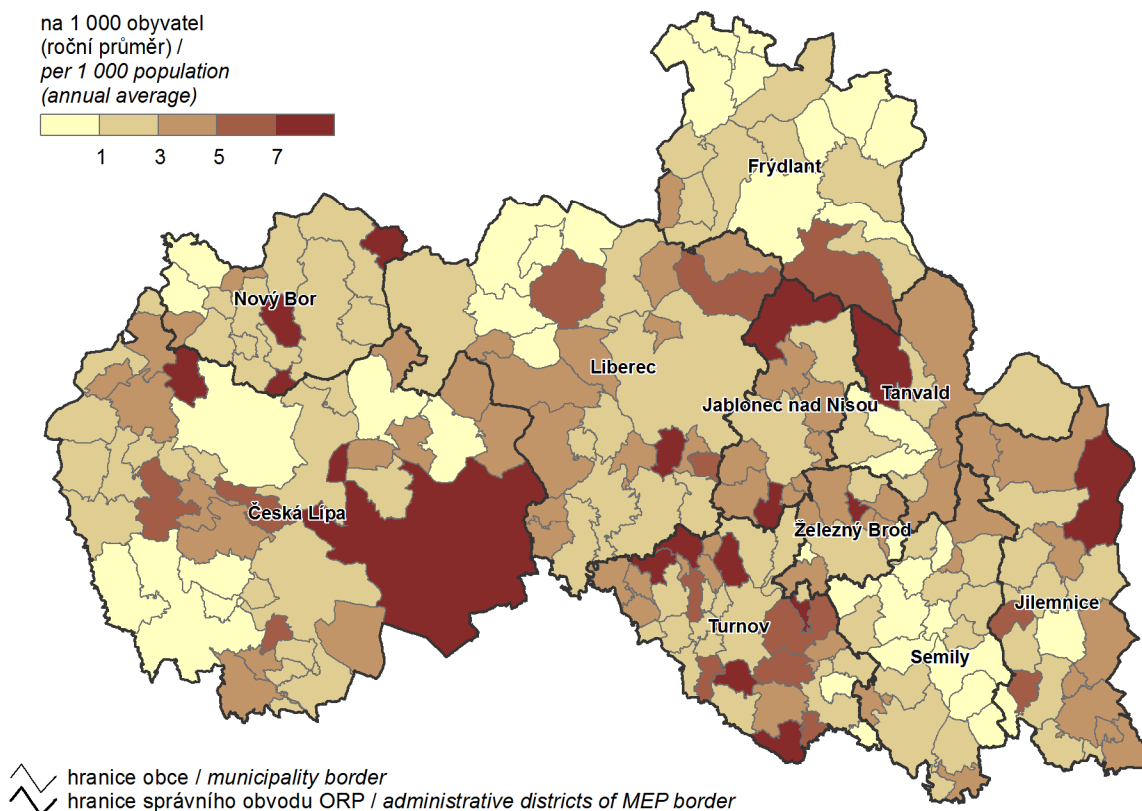 na 1 000 obyvatel
(roční průměr) /
per 1 000 population
(annual average)
1 3 5 7
Frýdlant
Nový Bor
Liberec
Jablonec nad Nisou
Tanvald
Česká Lípa
Železný Brod
Jilemnice
Turnov
Semily
hranice obce / municipality border
hranice správního obvodu ORP / administrative districts of MEP border